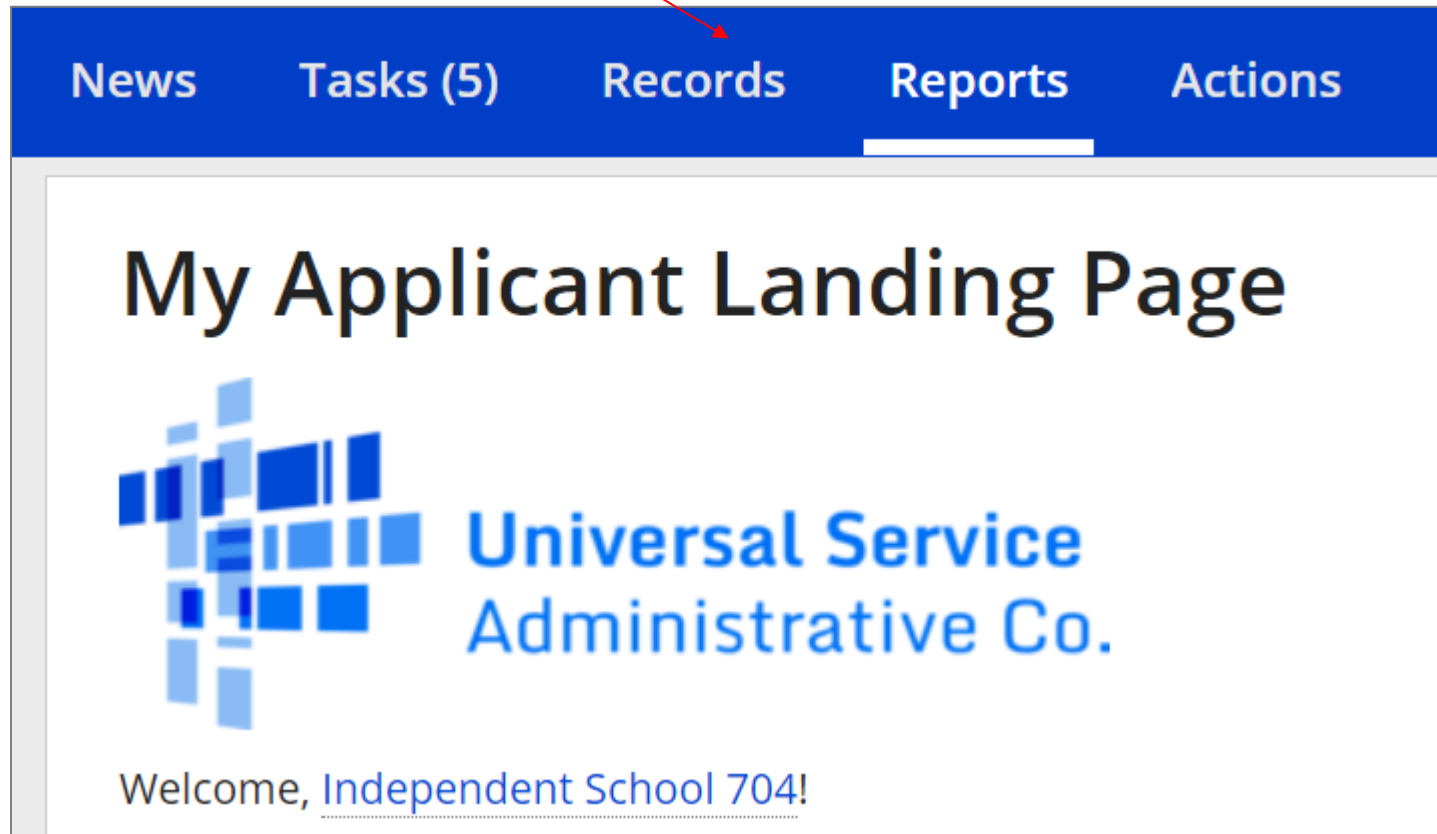 News Tasks (5) Records Reports Actions
My Applicant Landing Page
Universal Service
Administrative Co.
Welcome, Independent School 704!